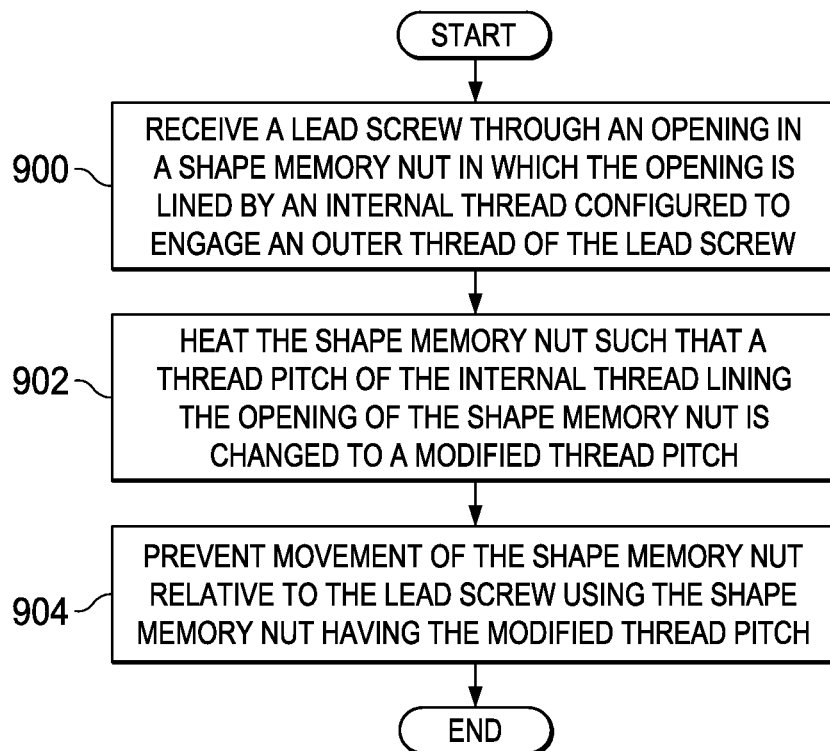 START
900
RECEIVE A LEAD SCREW THROUGH AN OPENING IN
A SHAPE MEMORY NUT IN WHICH THE OPENING IS
LINED BY AN INTERNAL THREAD CONFIGURED TO
ENGAGE AN OUTER THREAD OF THE LEAD SCREW
902
HEAT THE SHAPE MEMORY NUT SUCH THAT A
THREAD PITCH OF THE INTERNAL THREAD LINING
THE OPENING OF THE SHAPE MEMORY NUT IS
CHANGED TO A MODIFIED THREAD PITCH
904
PREVENT MOVEMENT OF THE SHAPE MEMORY NUT
RELATIVE TO THE LEAD SCREW USING THE SHAPE
MEMORY NUT HAVING THE MODIFIED THREAD PITCH
END